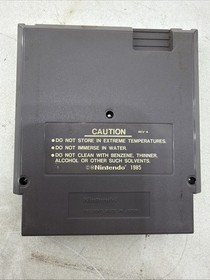 CAUTION
• DO NOT STORE IN EXTREME TEMPERATURES.
• DO NOT IMMERSE IN WATER.
• DO NOT CLEAN WITH BENZENE, THINNER,
ALCOHOL OR OTHER SUCH SOLVENTS.
©®Nintendo® 1985